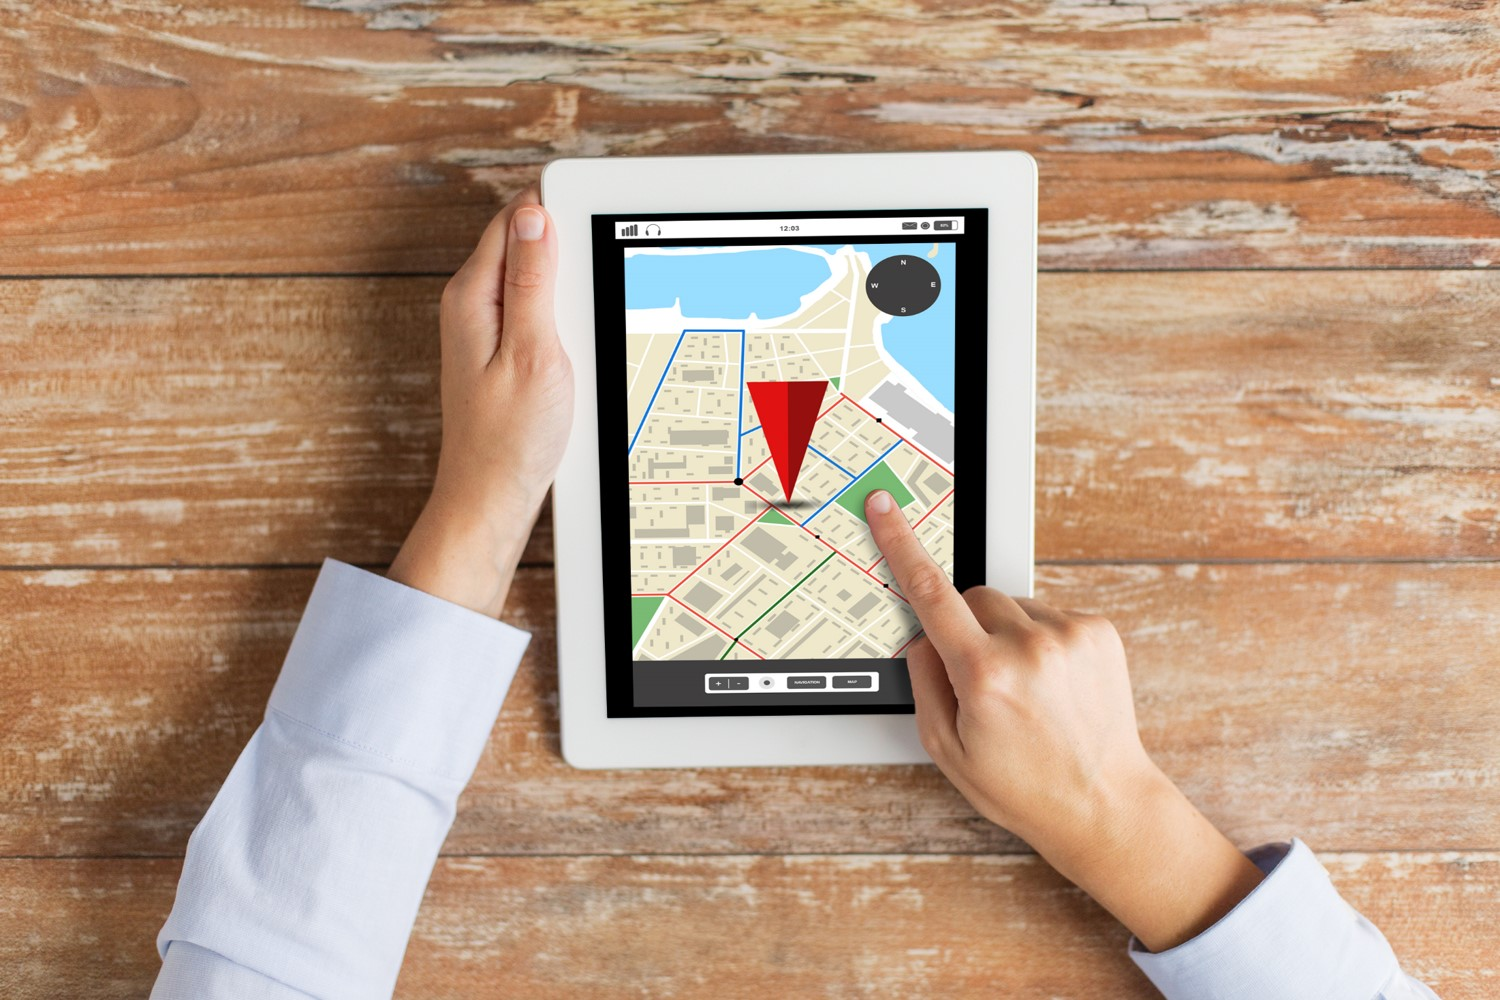 12:03
N
W E
S
+ - NAVIGATION MAP